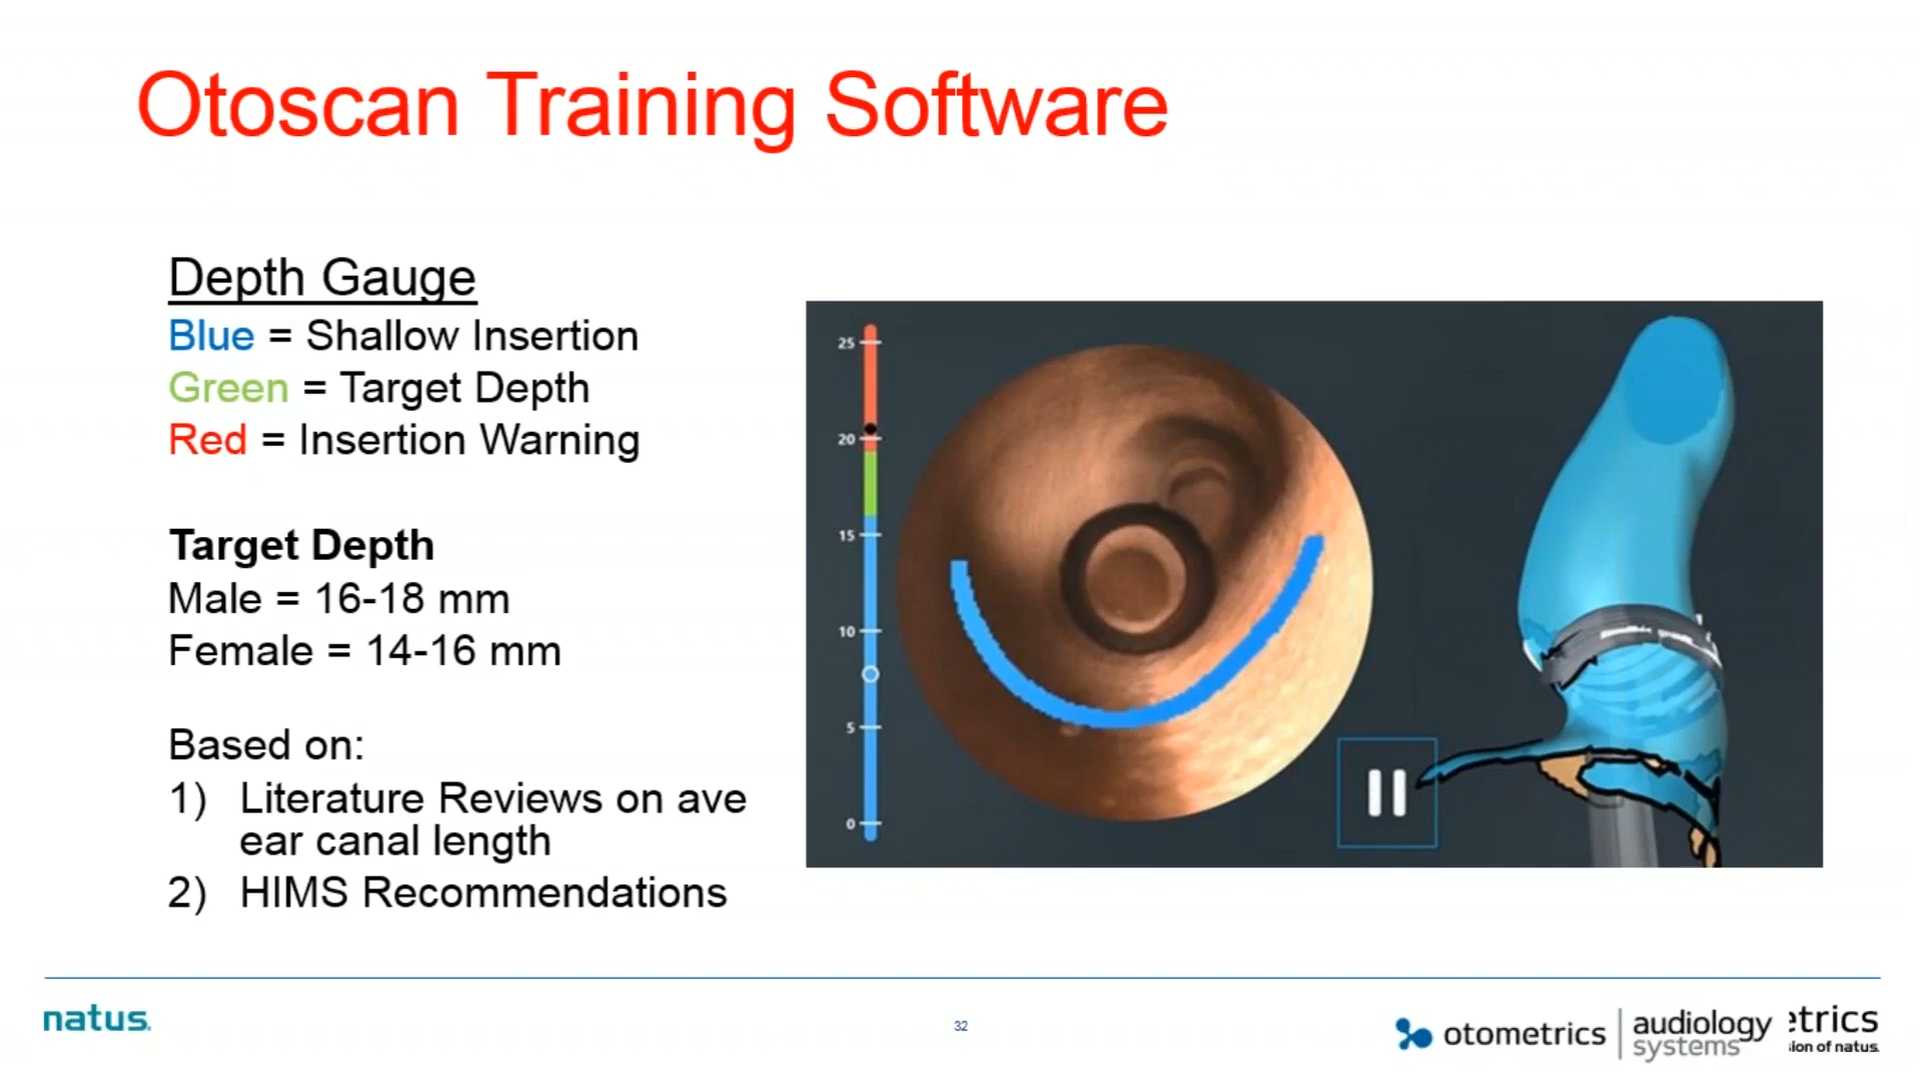 Otoscan Training Software
Depth Gauge
Blue = Shallow Insertion
Green = Target Depth
Red = Insertion Warning
Target Depth
Male = 16-18 mm
Female = 14-16 mm
Based on:
1) Literature Reviews on ave
ear canal length
2) HIMS Recommendations
25
20
15
10
5
0
natus.
32
otometrics
audiology
systems
etrics
ion of natus.